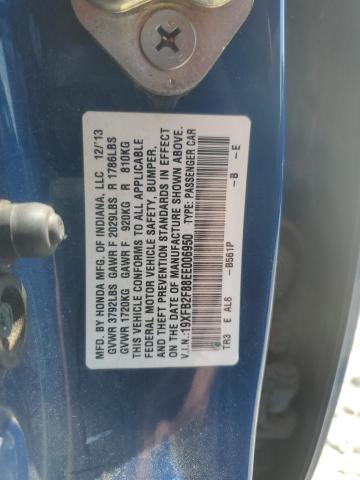 MFD. BY HONDA MFG. OF INDIANA, LLC 12/'13
GVWR 3792LBS GAWR F 2029LBS R 1786LBS
GVWR 1720KG GAWR F 920KG R 810KG
THIS VEHICLE CONFORMS TO ALL APPLICABLE
FEDERAL MOTOR VEHICLE SAFETY, BUMPER,
AND THEFT PREVENTION STANDARDS IN EFFECT
ON THE DATE OF MANUFACTURE SHOWN ABOVE.
V.I.N.:19XFB2F88EE006950 TYPE: PASSENGER CAR
TR3 E AL6 -B561P -B -E